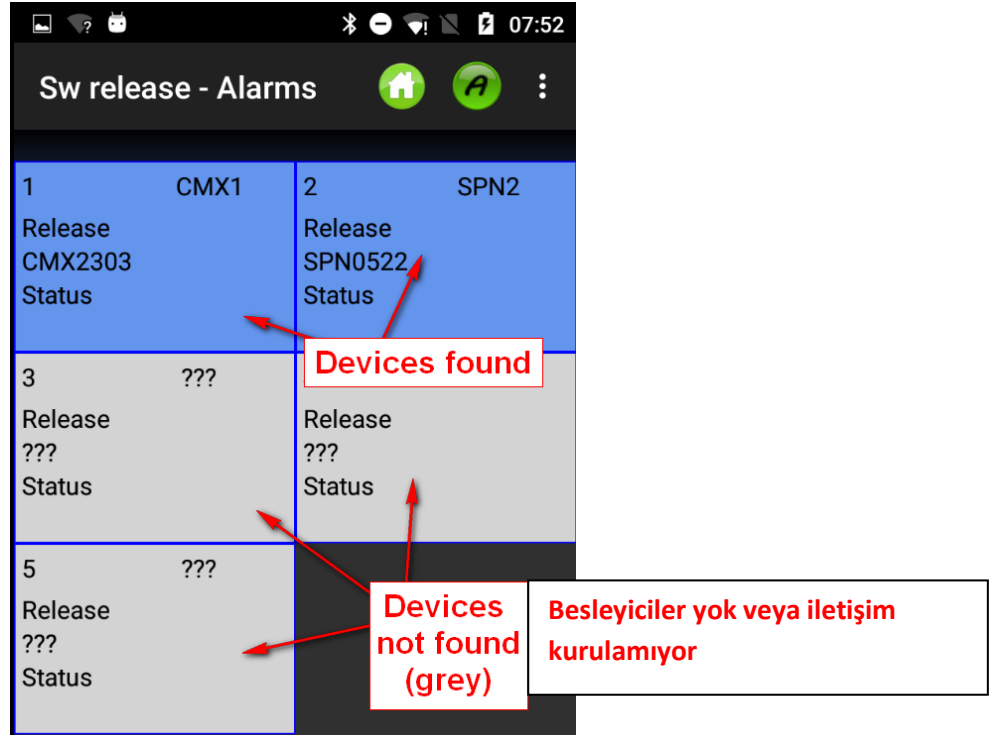 07:52
Sw release - Alarms
1 CMX1
Release
CMX2303
Status
2 SPN2
Release
SPN0522
Status
Devices found
3 ???
Release
???
Status
Release
???
Status
5 ???
Release
???
Status
Devices
not found
(grey)
Besleyiciler yok veya iletişim
kurulamıyor